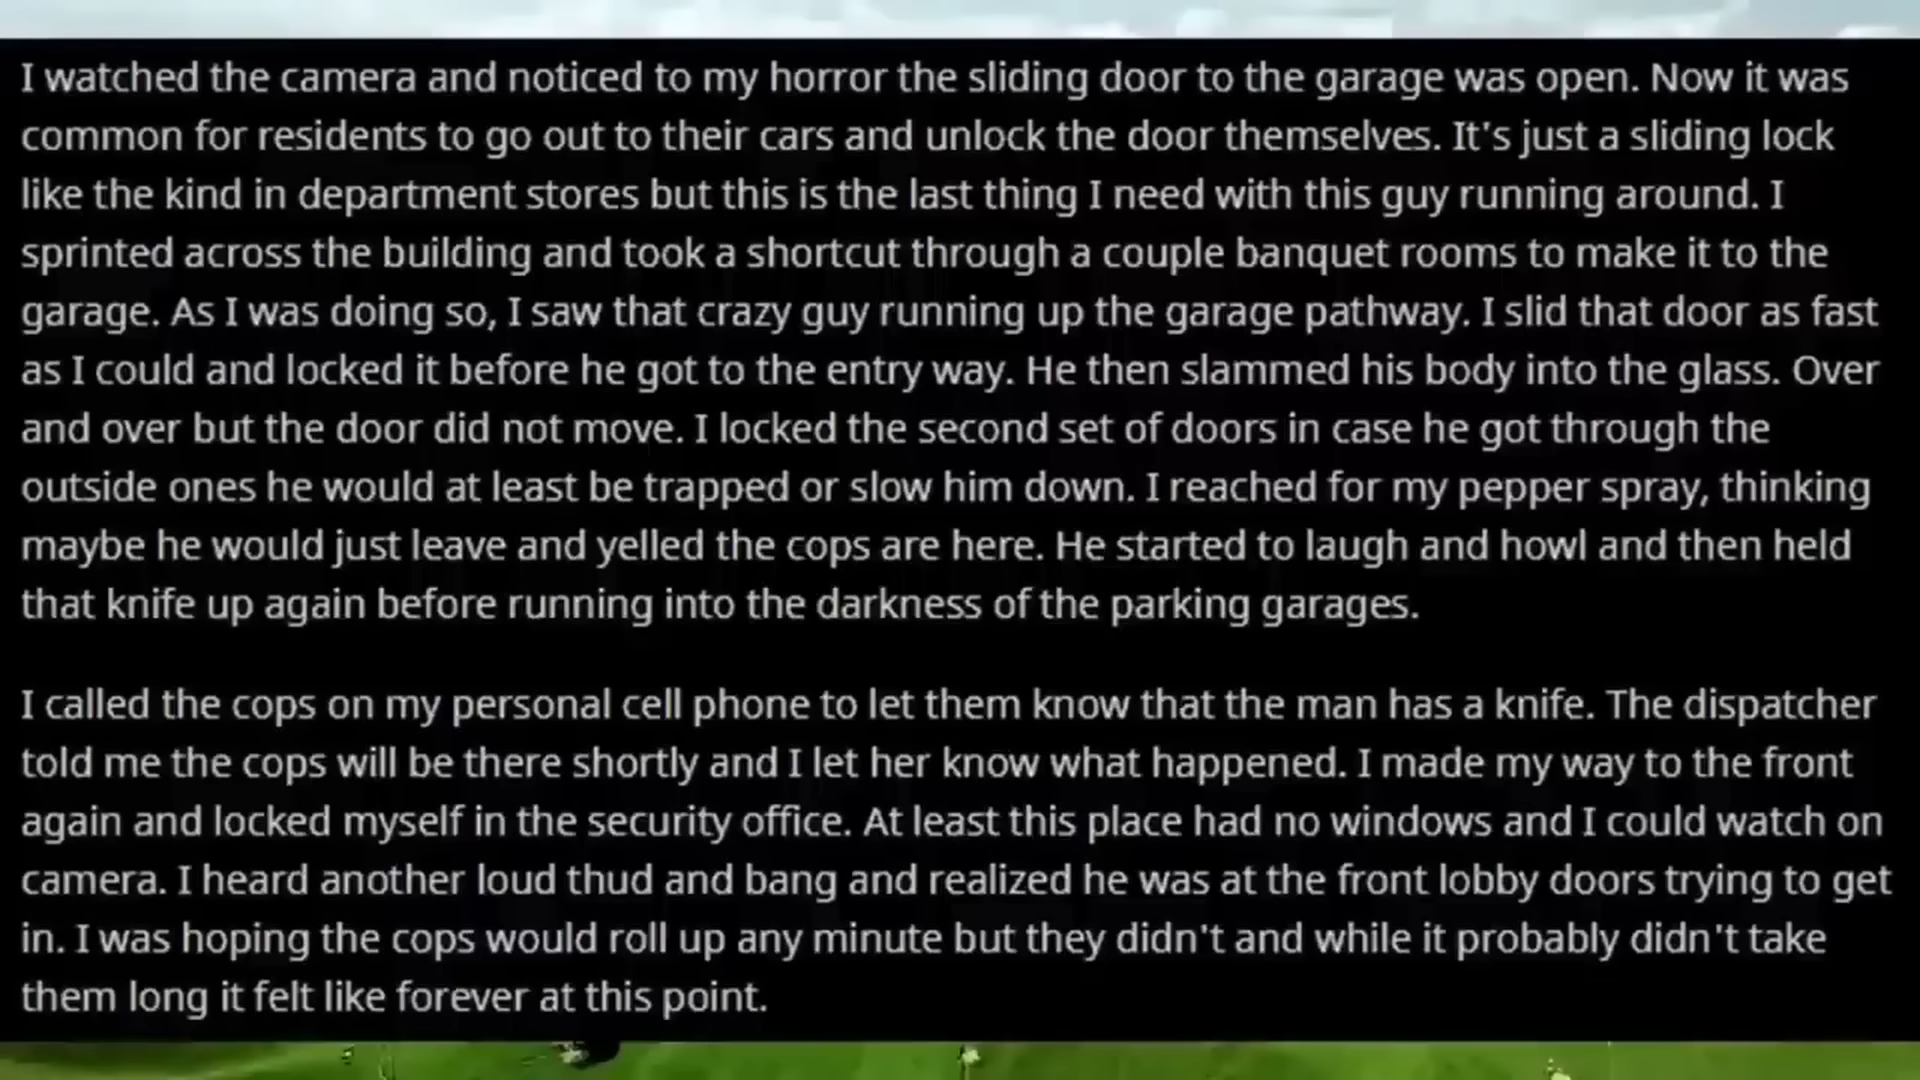 I watched the camera and noticed to my horror the sliding door to the garage was open. Now it was
common for residents to go out to their cars and unlock the door themselves. It's just a sliding lock
like the kind in department stores but this is the last thing I need with this guy running around. I
sprinted across the building and took a shortcut through a couple banquet rooms to make it to the
garage. As I was doing so, I saw that crazy guy running up the garage pathway. I slid that door as fast
as I could and locked it before he got to the entry way. He then slammed his body into the glass. Over
and over but the door did not move. I locked the second set of doors in case he got through the
outside ones he would at least be trapped or slow him down. I reached for my pepper spray, thinking
maybe he would just leave and yelled the cops are here. He started to laugh and howl and then held
that knife up again before running into the darkness of the parking garages.
I called the cops on my personal cell phone to let them know that the man has a knife. The dispatcher
told me the cops will be there shortly and I let her know what happened. I made my way to the front
again and locked myself in the security office. At least this place had no windows and I could watch on
camera. I heard another loud thud and bang and realized he was at the front lobby doors trying to get
in. I was hoping the cops would roll up any minute but they didn't and while it probably didn't take
them long it felt like forever at this point.